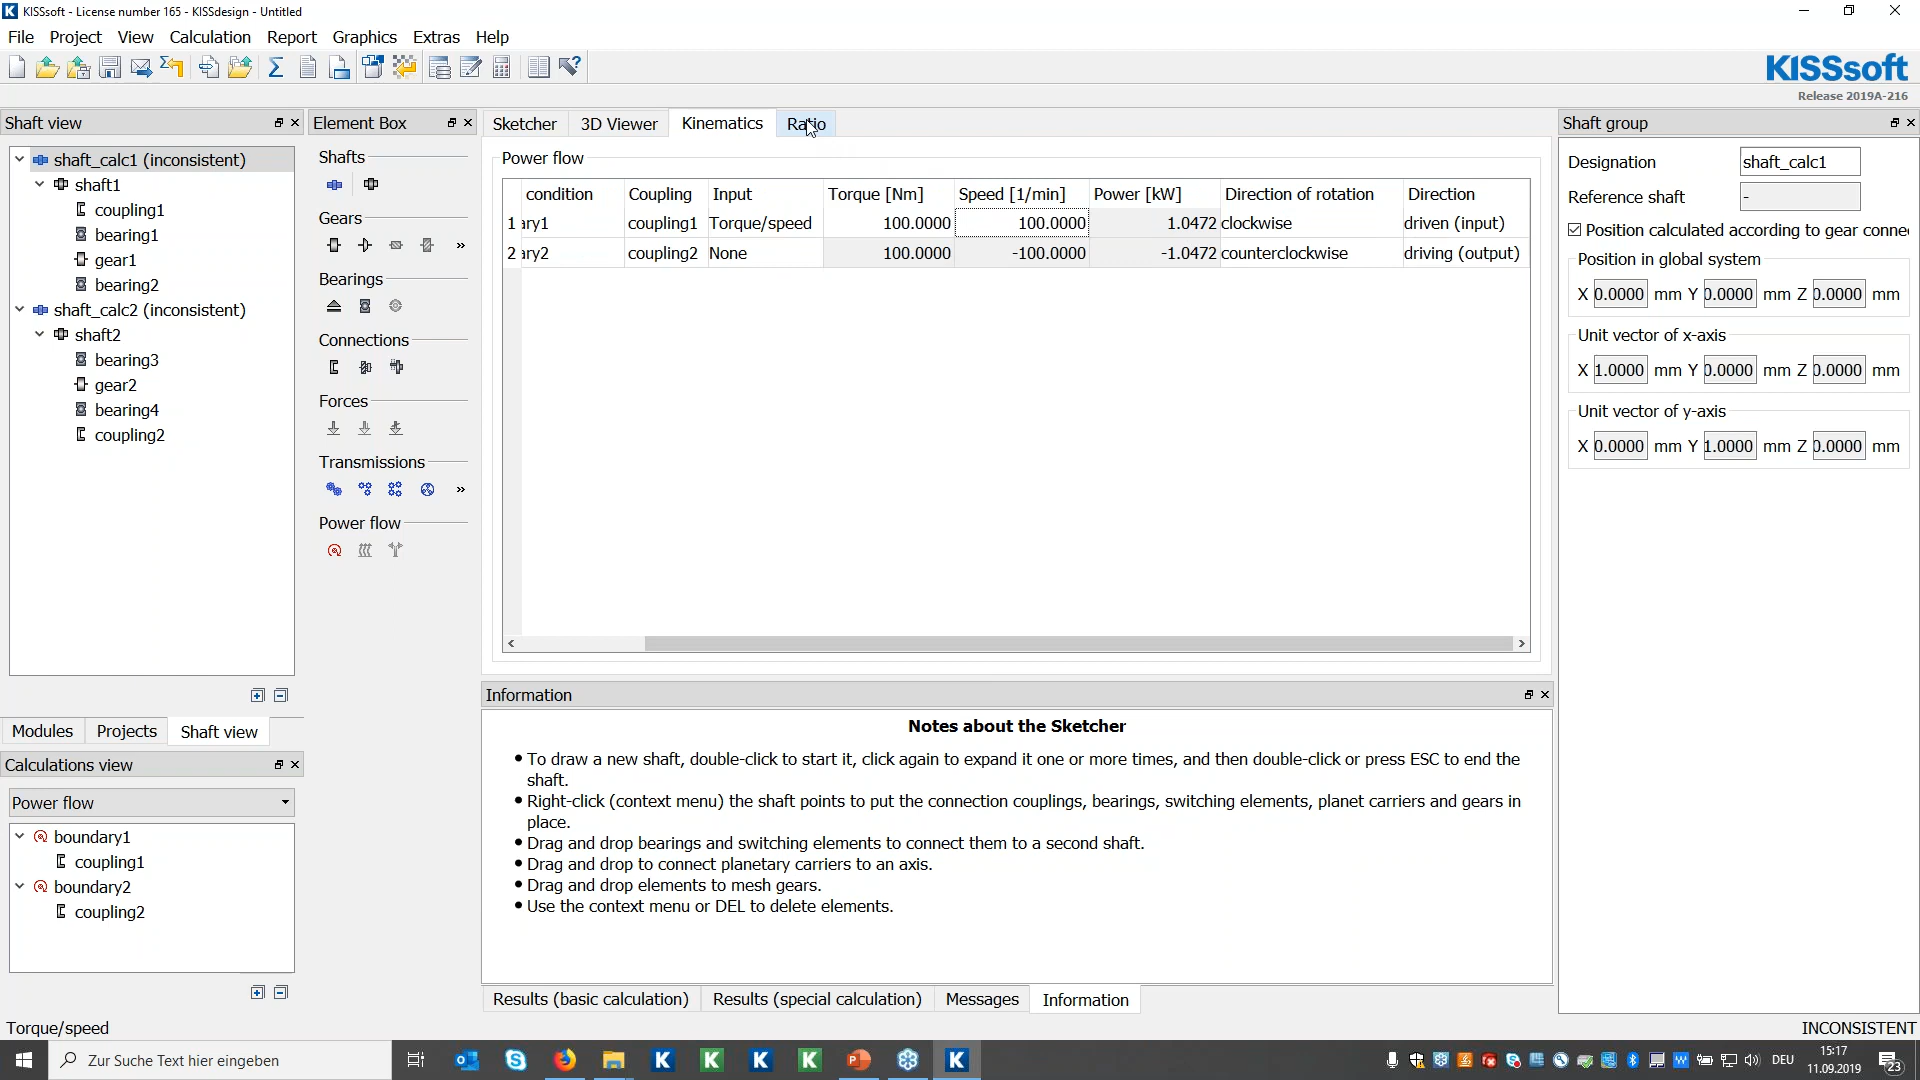 KISSsoft - License number 165 - KISSdesign - Untitled
File Project View Calculation Report Graphics Extras Help
KISSsoft
Release 2019A-216
Shaft view
shaft_calc1 (inconsistent)
shaft1
coupling1
bearing1
gear1
bearing2
shaft_calc2 (inconsistent)
shaft2
bearing3
gear2
bearing4
coupling2
Modules Projects Shaft view
Calculations view
Power flow
boundary1
coupling1
boundary2
coupling2
Element Box
Shafts
Gears
Bearings
Connections
Forces
Transmissions
Power flow
Sketcher 3D Viewer Kinematics Ratio
Power flow
condition Coupling Input Torque [Nm] Speed [1/min] Power [kW] Direction of rotation Direction
1 ary1 coupling1 Torque/speed 100.0000 100.0000 1.0472 clockwise driven (input)
2 ary2 coupling2 None 100.0000 -100.0000 -1.0472 counterclockwise driving (output)
Information
Notes about the Sketcher
• To draw a new shaft, double-click to start it, click again to expand it one or more times, and then double-click or press ESC to end the
shaft.
• Right-click (context menu) the shaft points to put the connection couplings, bearings, switching elements, planet carriers and gears in
place.
• Drag and drop bearings and switching elements to connect them to a second shaft.
• Drag and drop to connect planetary carriers to an axis.
• Drag and drop elements to mesh gears.
• Use the context menu or DEL to delete elements.
Results (basic calculation) Results (special calculation) Messages Information
Shaft group
Designation shaft_calc1
Reference shaft -
Position calculated according to gear conne
Position in global system
X 0.0000 mm Y 0.0000 mm Z 0.0000 mm
Unit vector of x-axis
X 1.0000 mm Y 0.0000 mm Z 0.0000 mm
Unit vector of y-axis
X 0.0000 mm Y 1.0000 mm Z 0.0000 mm
Torque/speed
INCONSISTENT
Zur Suche Text hier eingeben
DEU
15:17
11.09.2019
23